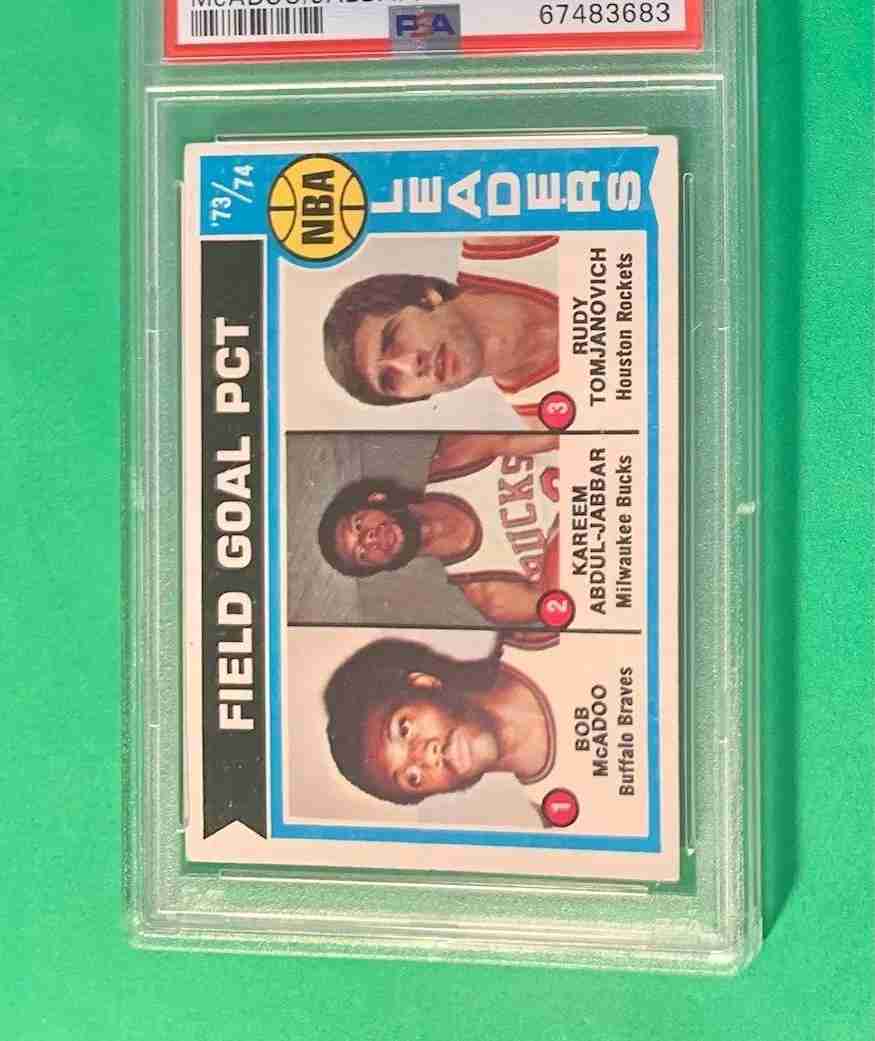 PSA
67483683
'73/74
NBA
LEADERS
FIELD GOAL PCT
1
BOB
McADOO
Buffalo Braves
2
KAREEM
ABDUL-JABBAR
Milwaukee Bucks
BUCKS
3
RUDY
TOMJANOVICH
Houston Rockets